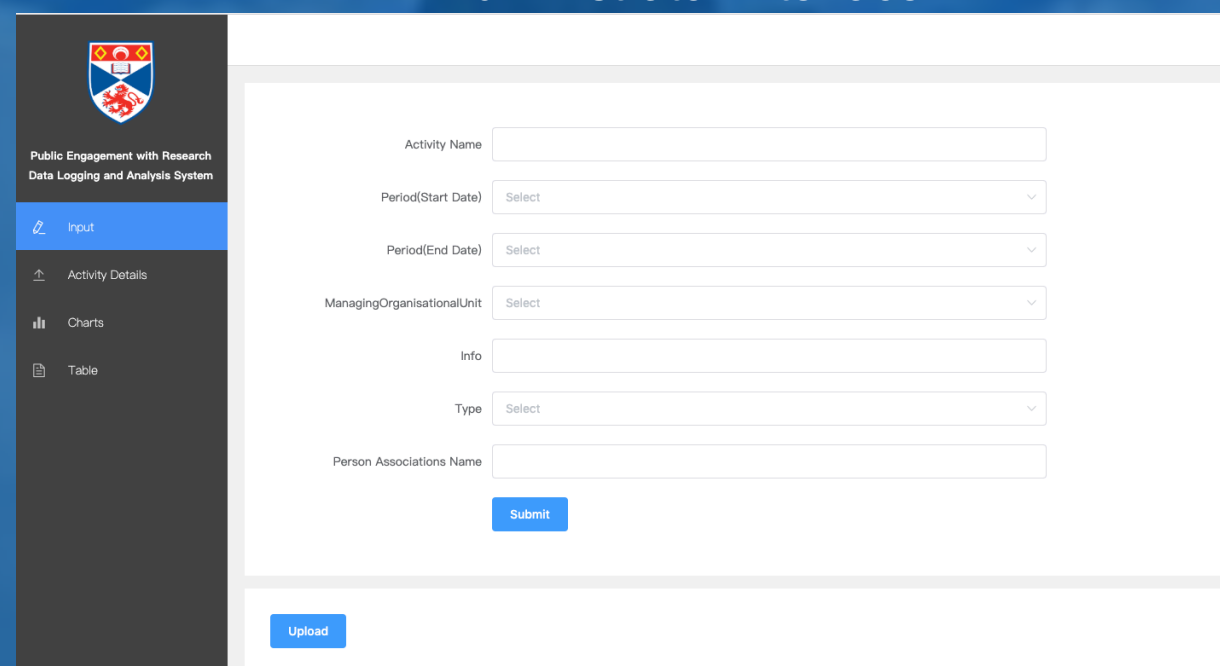 Public Engagement with Research
Data Logging and Analysis System
Input
Activity Details
Charts
Table
Activity Name
Period(Start Date) Select
Period(End Date) Select
ManagingOrganisationalUnit Select
Info
Type Select
Person Associations Name
Submit
Upload